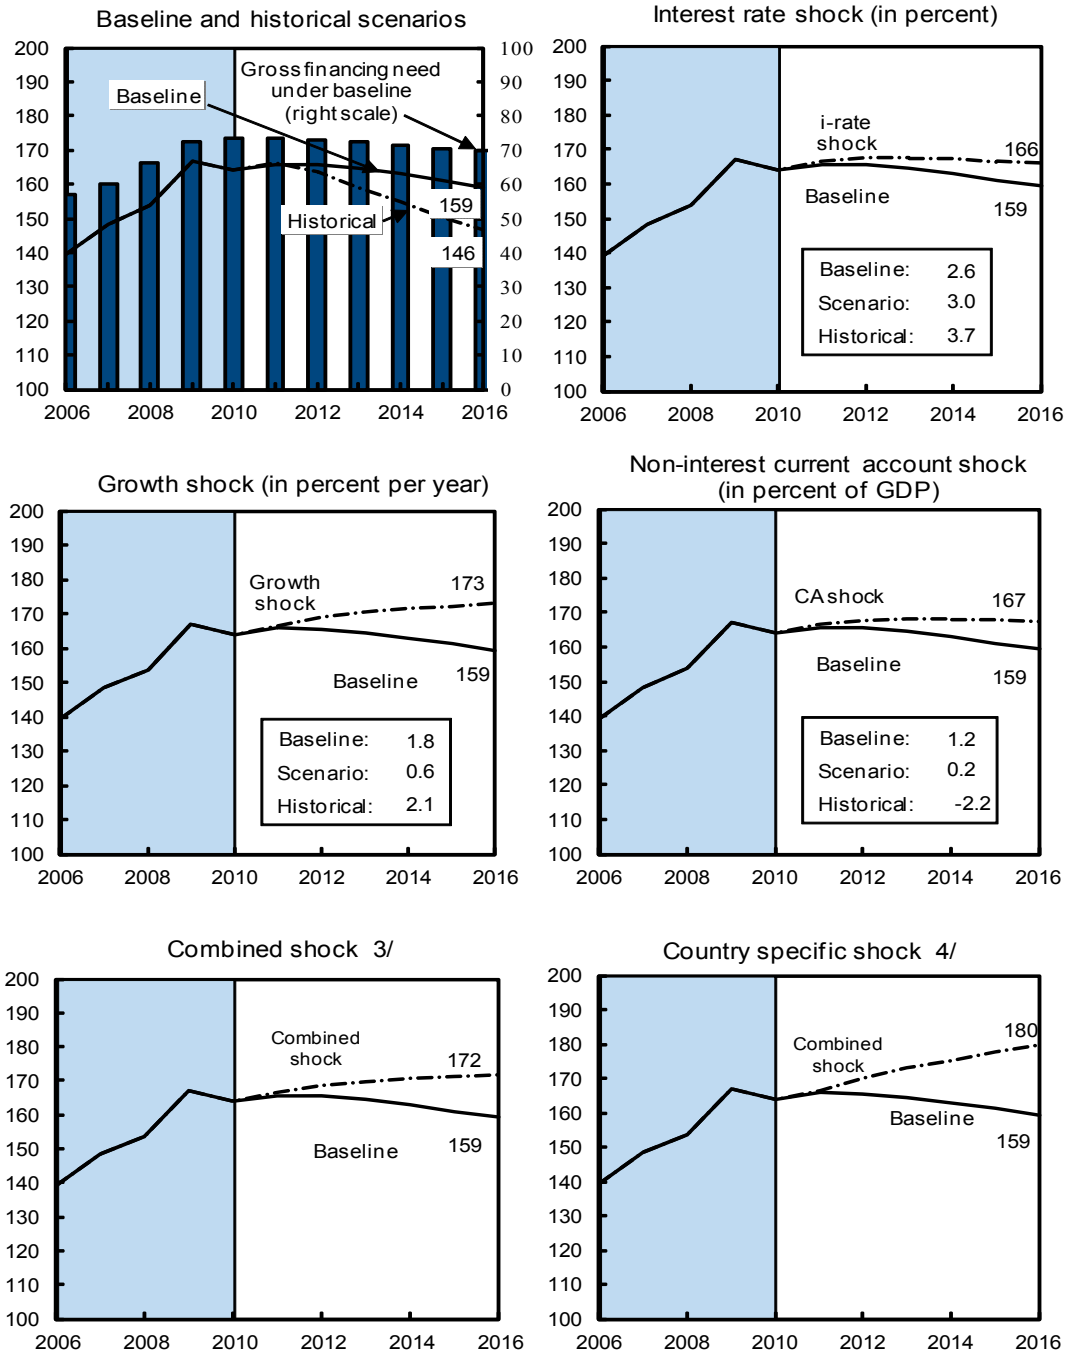 Baseline and historical scenarios
200
190
180
170
160
150
140
130
120
110
100
100
90
80
70
60
50
40
30
20
10
0
Gross financing need
under baseline
(right scale)
Baseline
Historical
159
146
2006 2008 2010 2012 2014 2016
Interest rate shock (in percent)
200
190
180
170
160
150
140
130
120
110
100
i-rate
shock
166
Baseline
159
Baseline: 2.6
Scenario: 3.0
Historical: 3.7
2006 2008 2010 2012 2014 2016
Growth shock (in percent per year)
200
190
180
170
160
150
140
130
120
110
100
Growth
shock
173
Baseline
159
Baseline: 1.8
Scenario: 0.6
Historical: 2.1
2006 2008 2010 2012 2014 2016
Non-interest current account shock
(in percent of GDP)
200
190
180
170
160
150
140
130
120
110
100
CA shock
167
Baseline
159
Baseline: 1.2
Scenario: 0.2
Historical: -2.2
2006 2008 2010 2012 2014 2016
Combined shock 3/
200
190
180
170
160
150
140
130
120
110
100
Combined
shock
172
Baseline
159
2006 2008 2010 2012 2014 2016
Country specific shock 4/
200
190
180
170
160
150
140
130
120
110
100
Combined
shock
180
Baseline
159
2006 2008 2010 2012 2014 2016